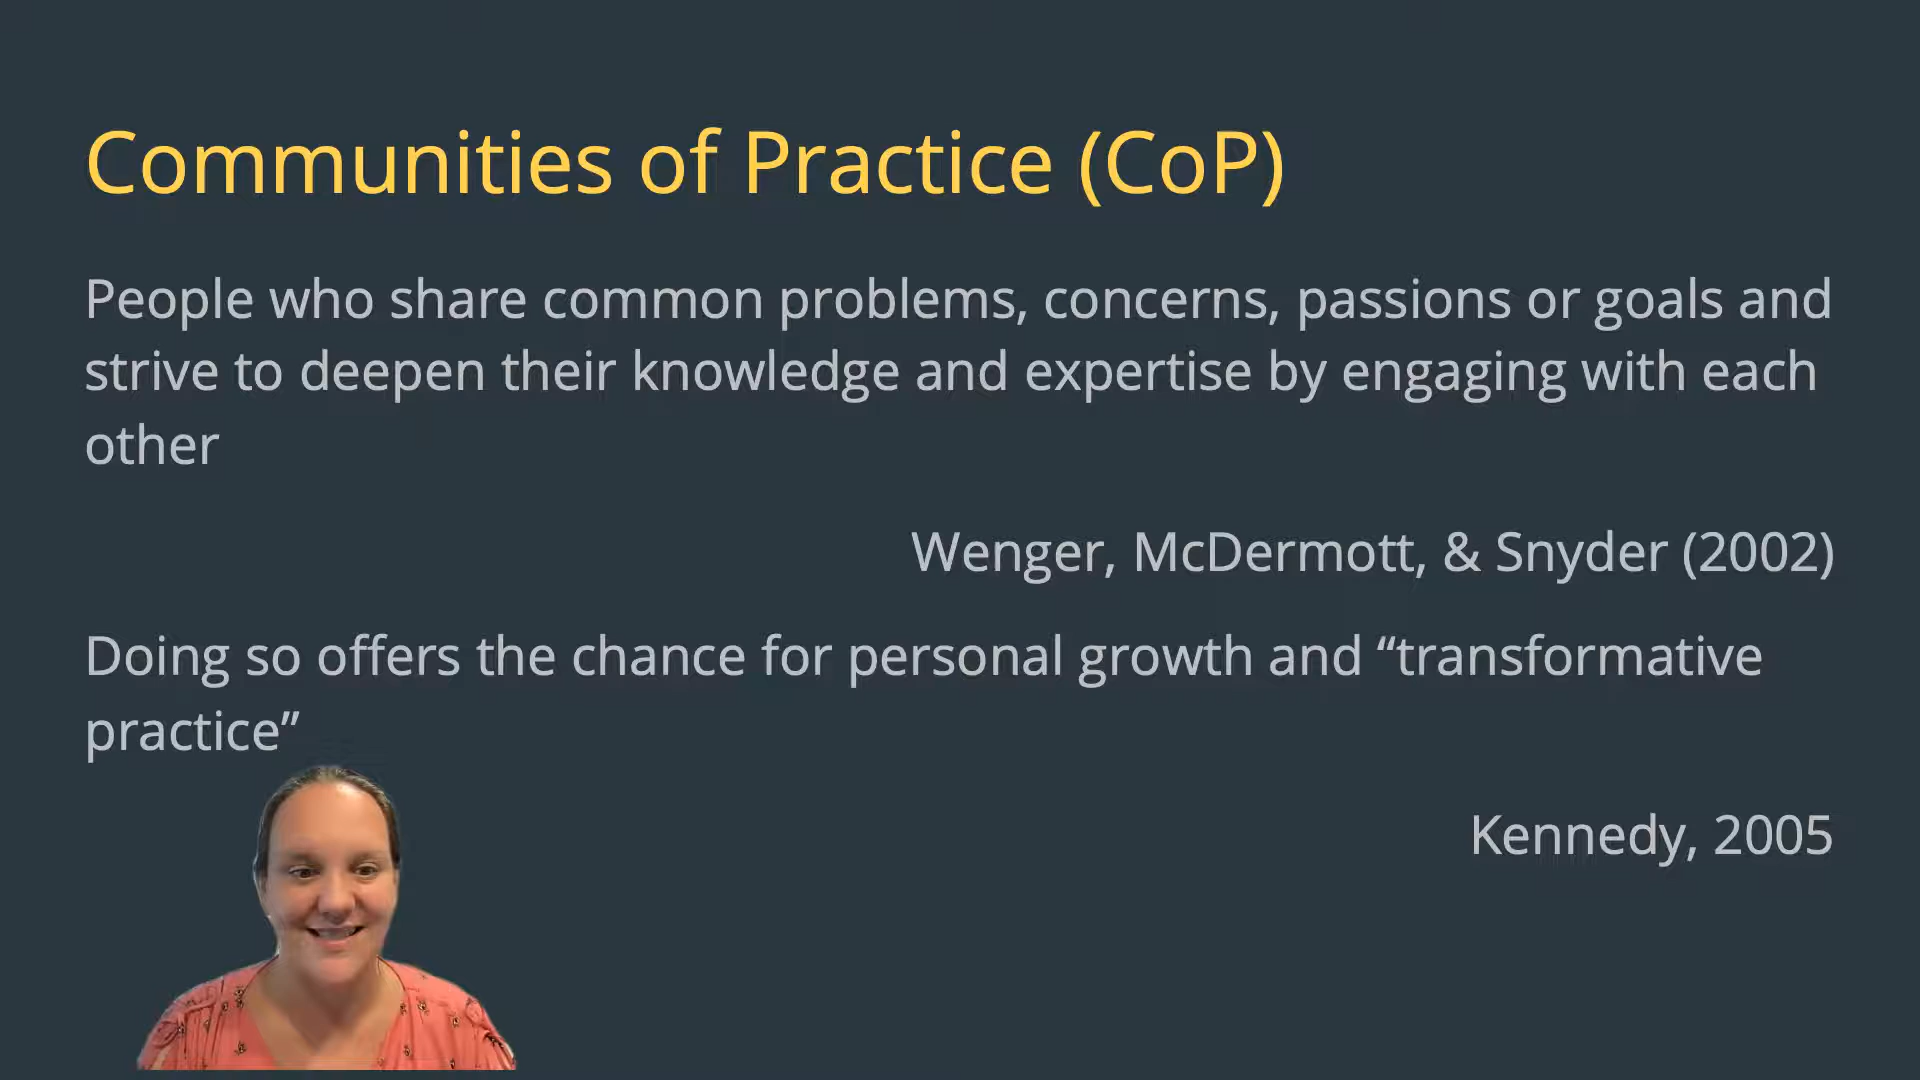 Communities of Practice (CoP)
People who share common problems, concerns, passions or goals and
strive to deepen their knowledge and expertise by engaging with each
other
Wenger, McDermott, & Snyder (2002)
Doing so offers the chance for personal growth and “transformative
practice”
Kennedy, 2005